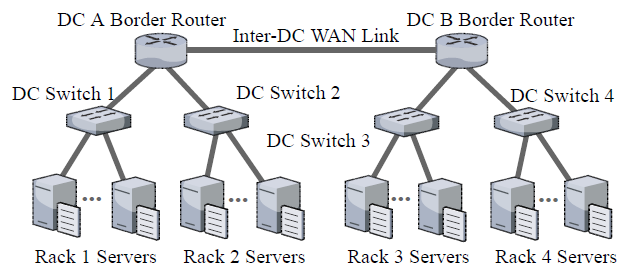 DC A Border Router
DC B Border Router
Inter-DC WAN Link
DC Switch 1
DC Switch 2
DC Switch 3
DC Switch 4
...
...
...
...
Rack 1 Servers
Rack 2 Servers
Rack 3 Servers
Rack 4 Servers